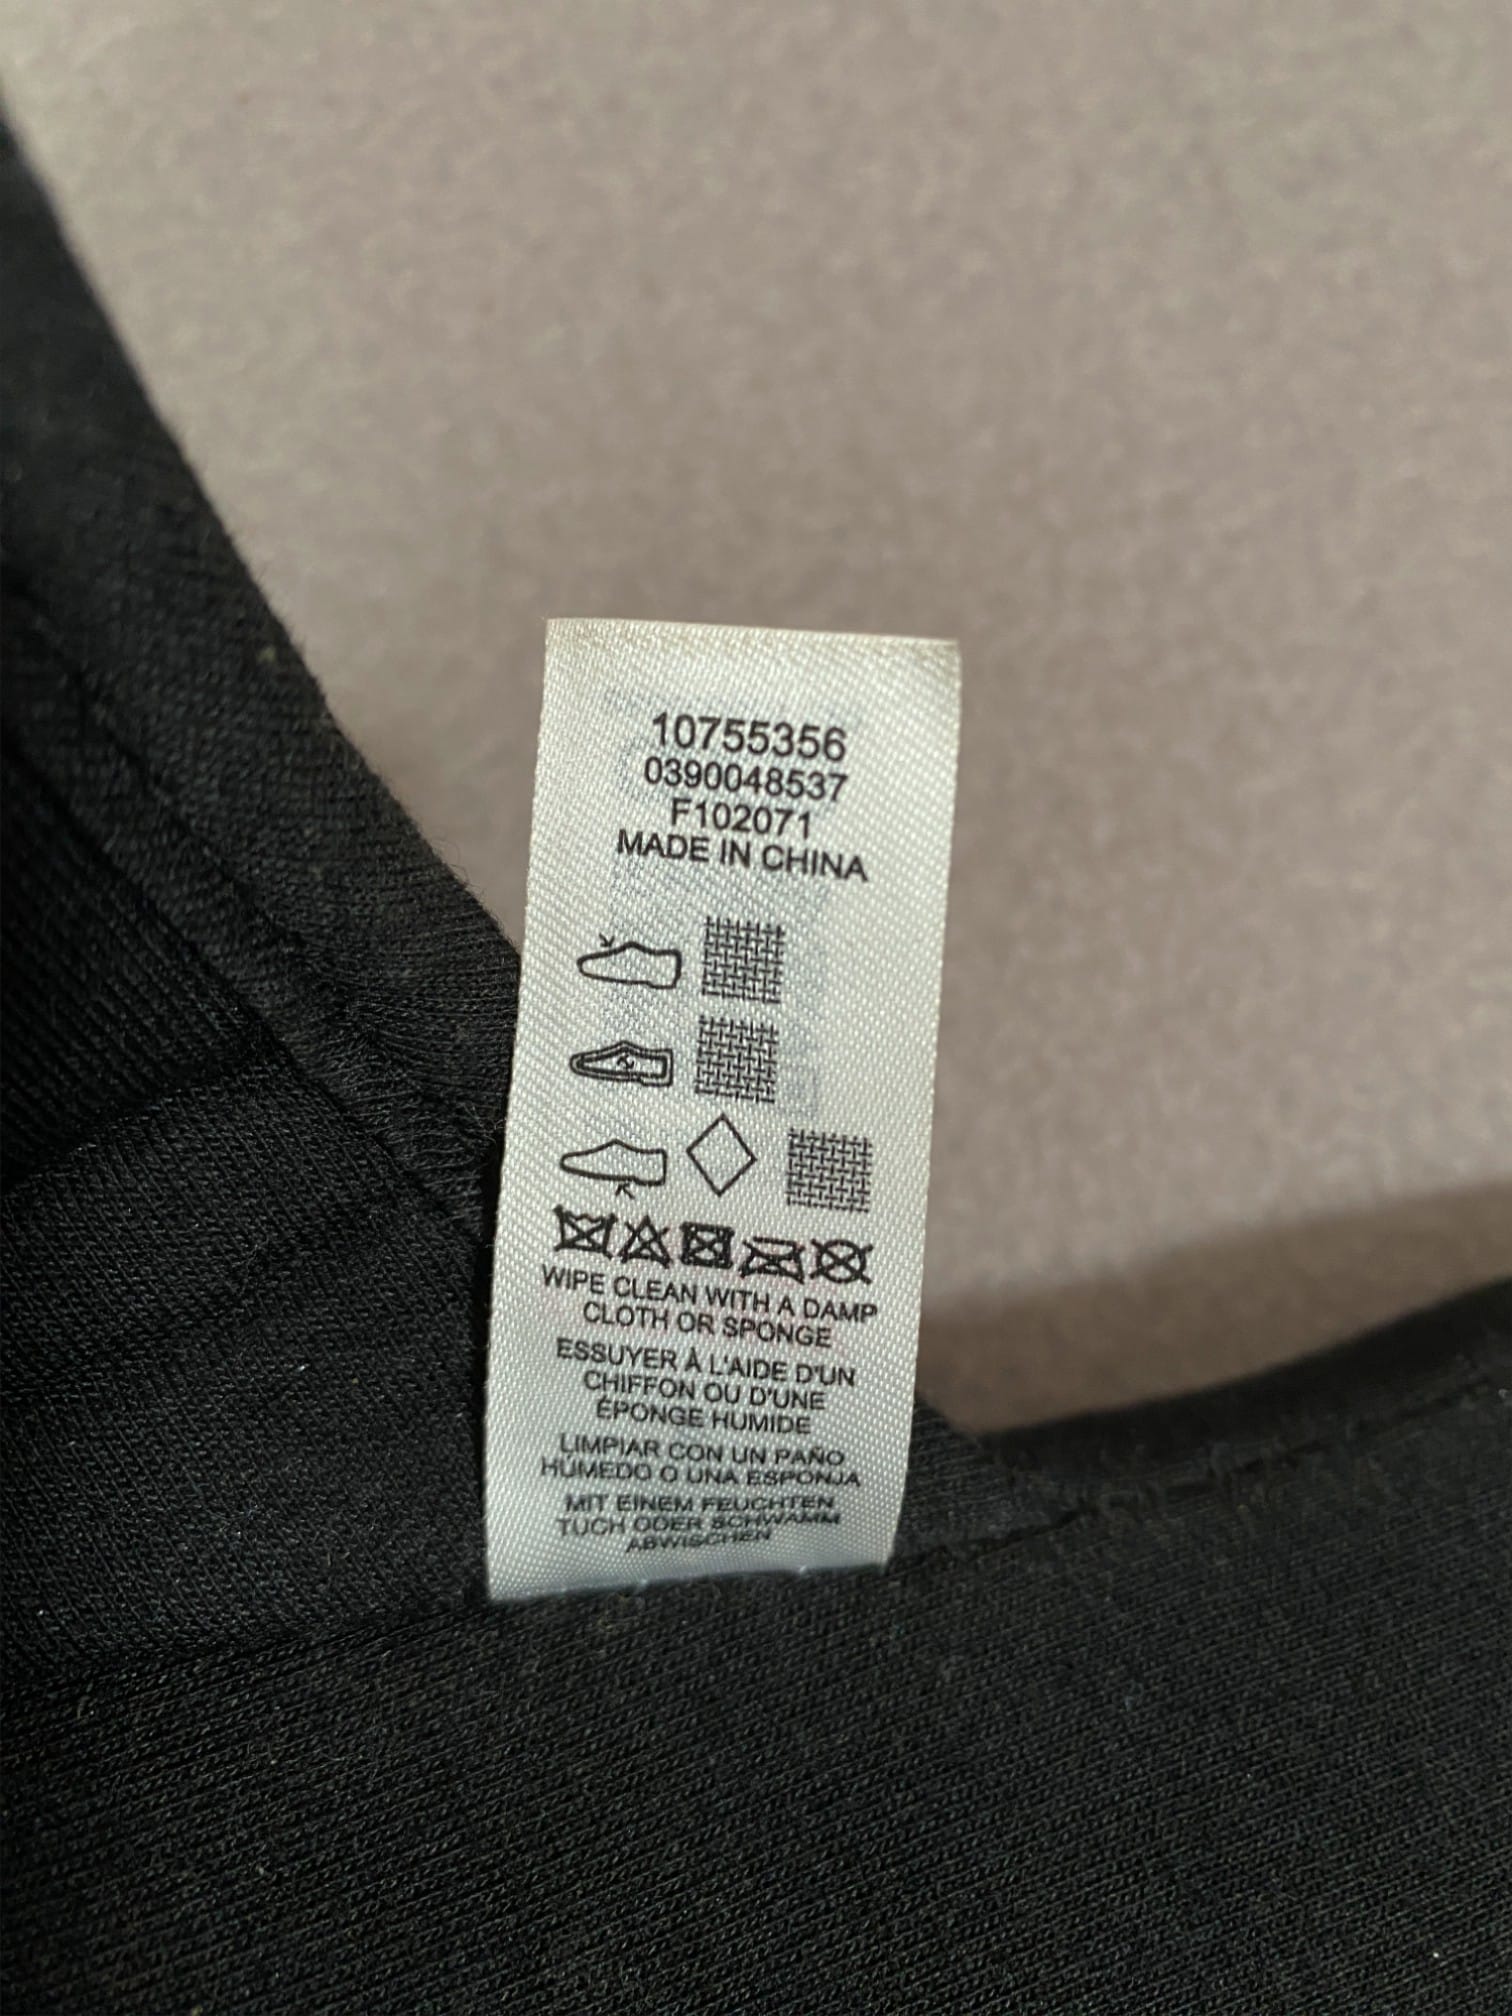 10755356
0390048537
F102071
MADE IN CHINA
WIPE CLEAN WITH A DAMP
CLOTH OR SPONGE
ESSUYER À L'AIDE D'UN
CHIFFON OU D'UNE
ÉPONGE HUMIDE
LIMPIAR CON UN PAÑO
HÚMEDO O UNA ESPONJA
MIT EINEM FEUCHTEN
TUCH ODER SCHWAMM
ABWISCHEN